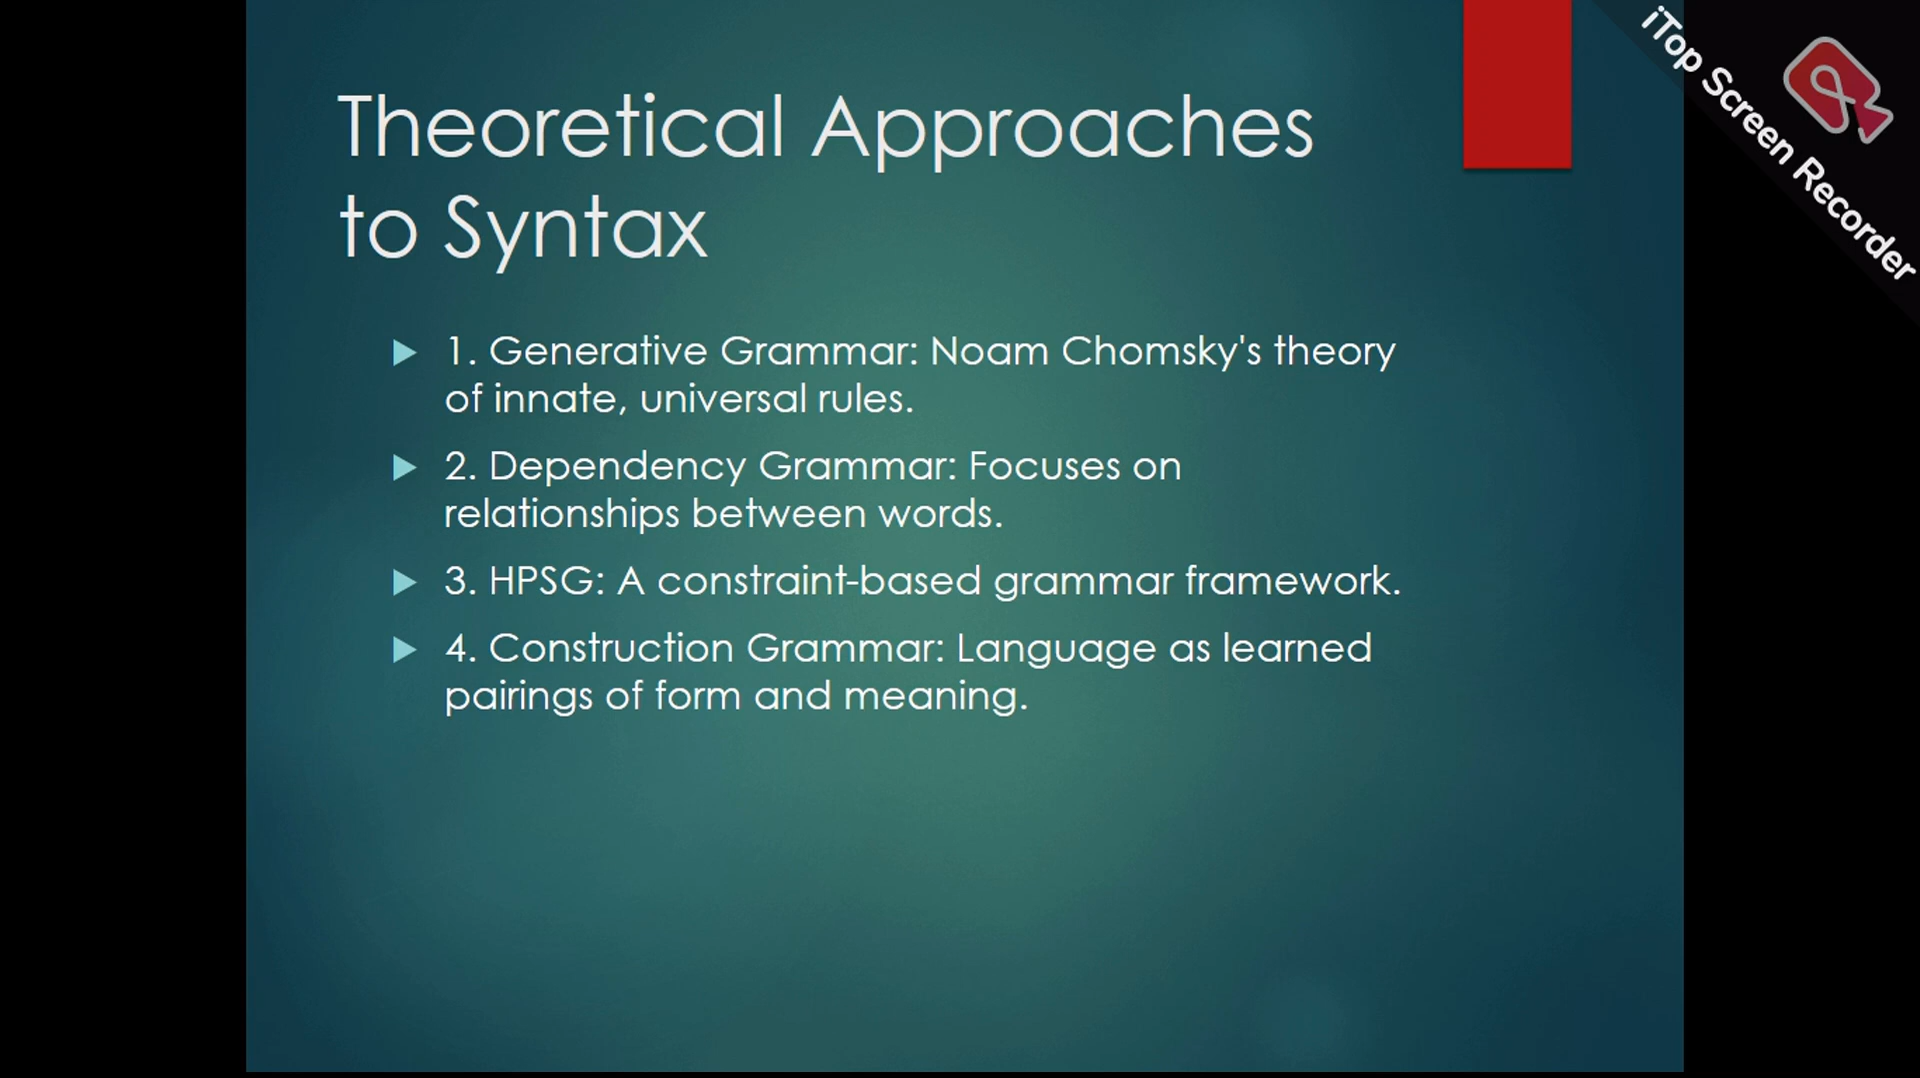 Theoretical Approaches
to Syntax
1. Generative Grammar: Noam Chomsky's theory
of innate, universal rules.
2. Dependency Grammar: Focuses on
relationships between words.
3. HPSG: A constraint-based grammar framework.
4. Construction Grammar: Language as learned
pairings of form and meaning.
iTop Screen Recorder